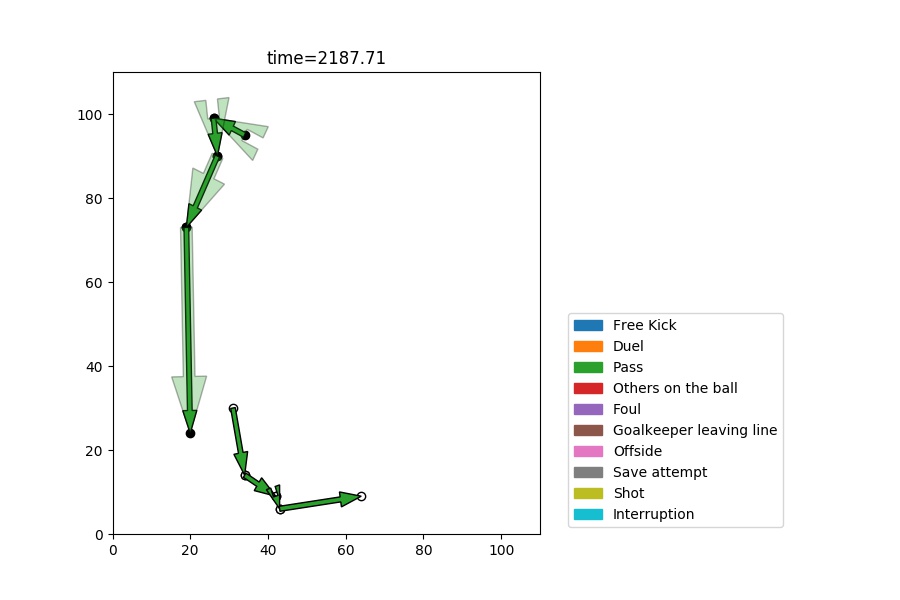 time=2187.71
100
80
60
40
20
0
0 20 40 60 80 100
Free Kick
Duel
Pass
Others on the ball
Foul
Goalkeeper leaving line
Offside
Save attempt
Shot
Interruption